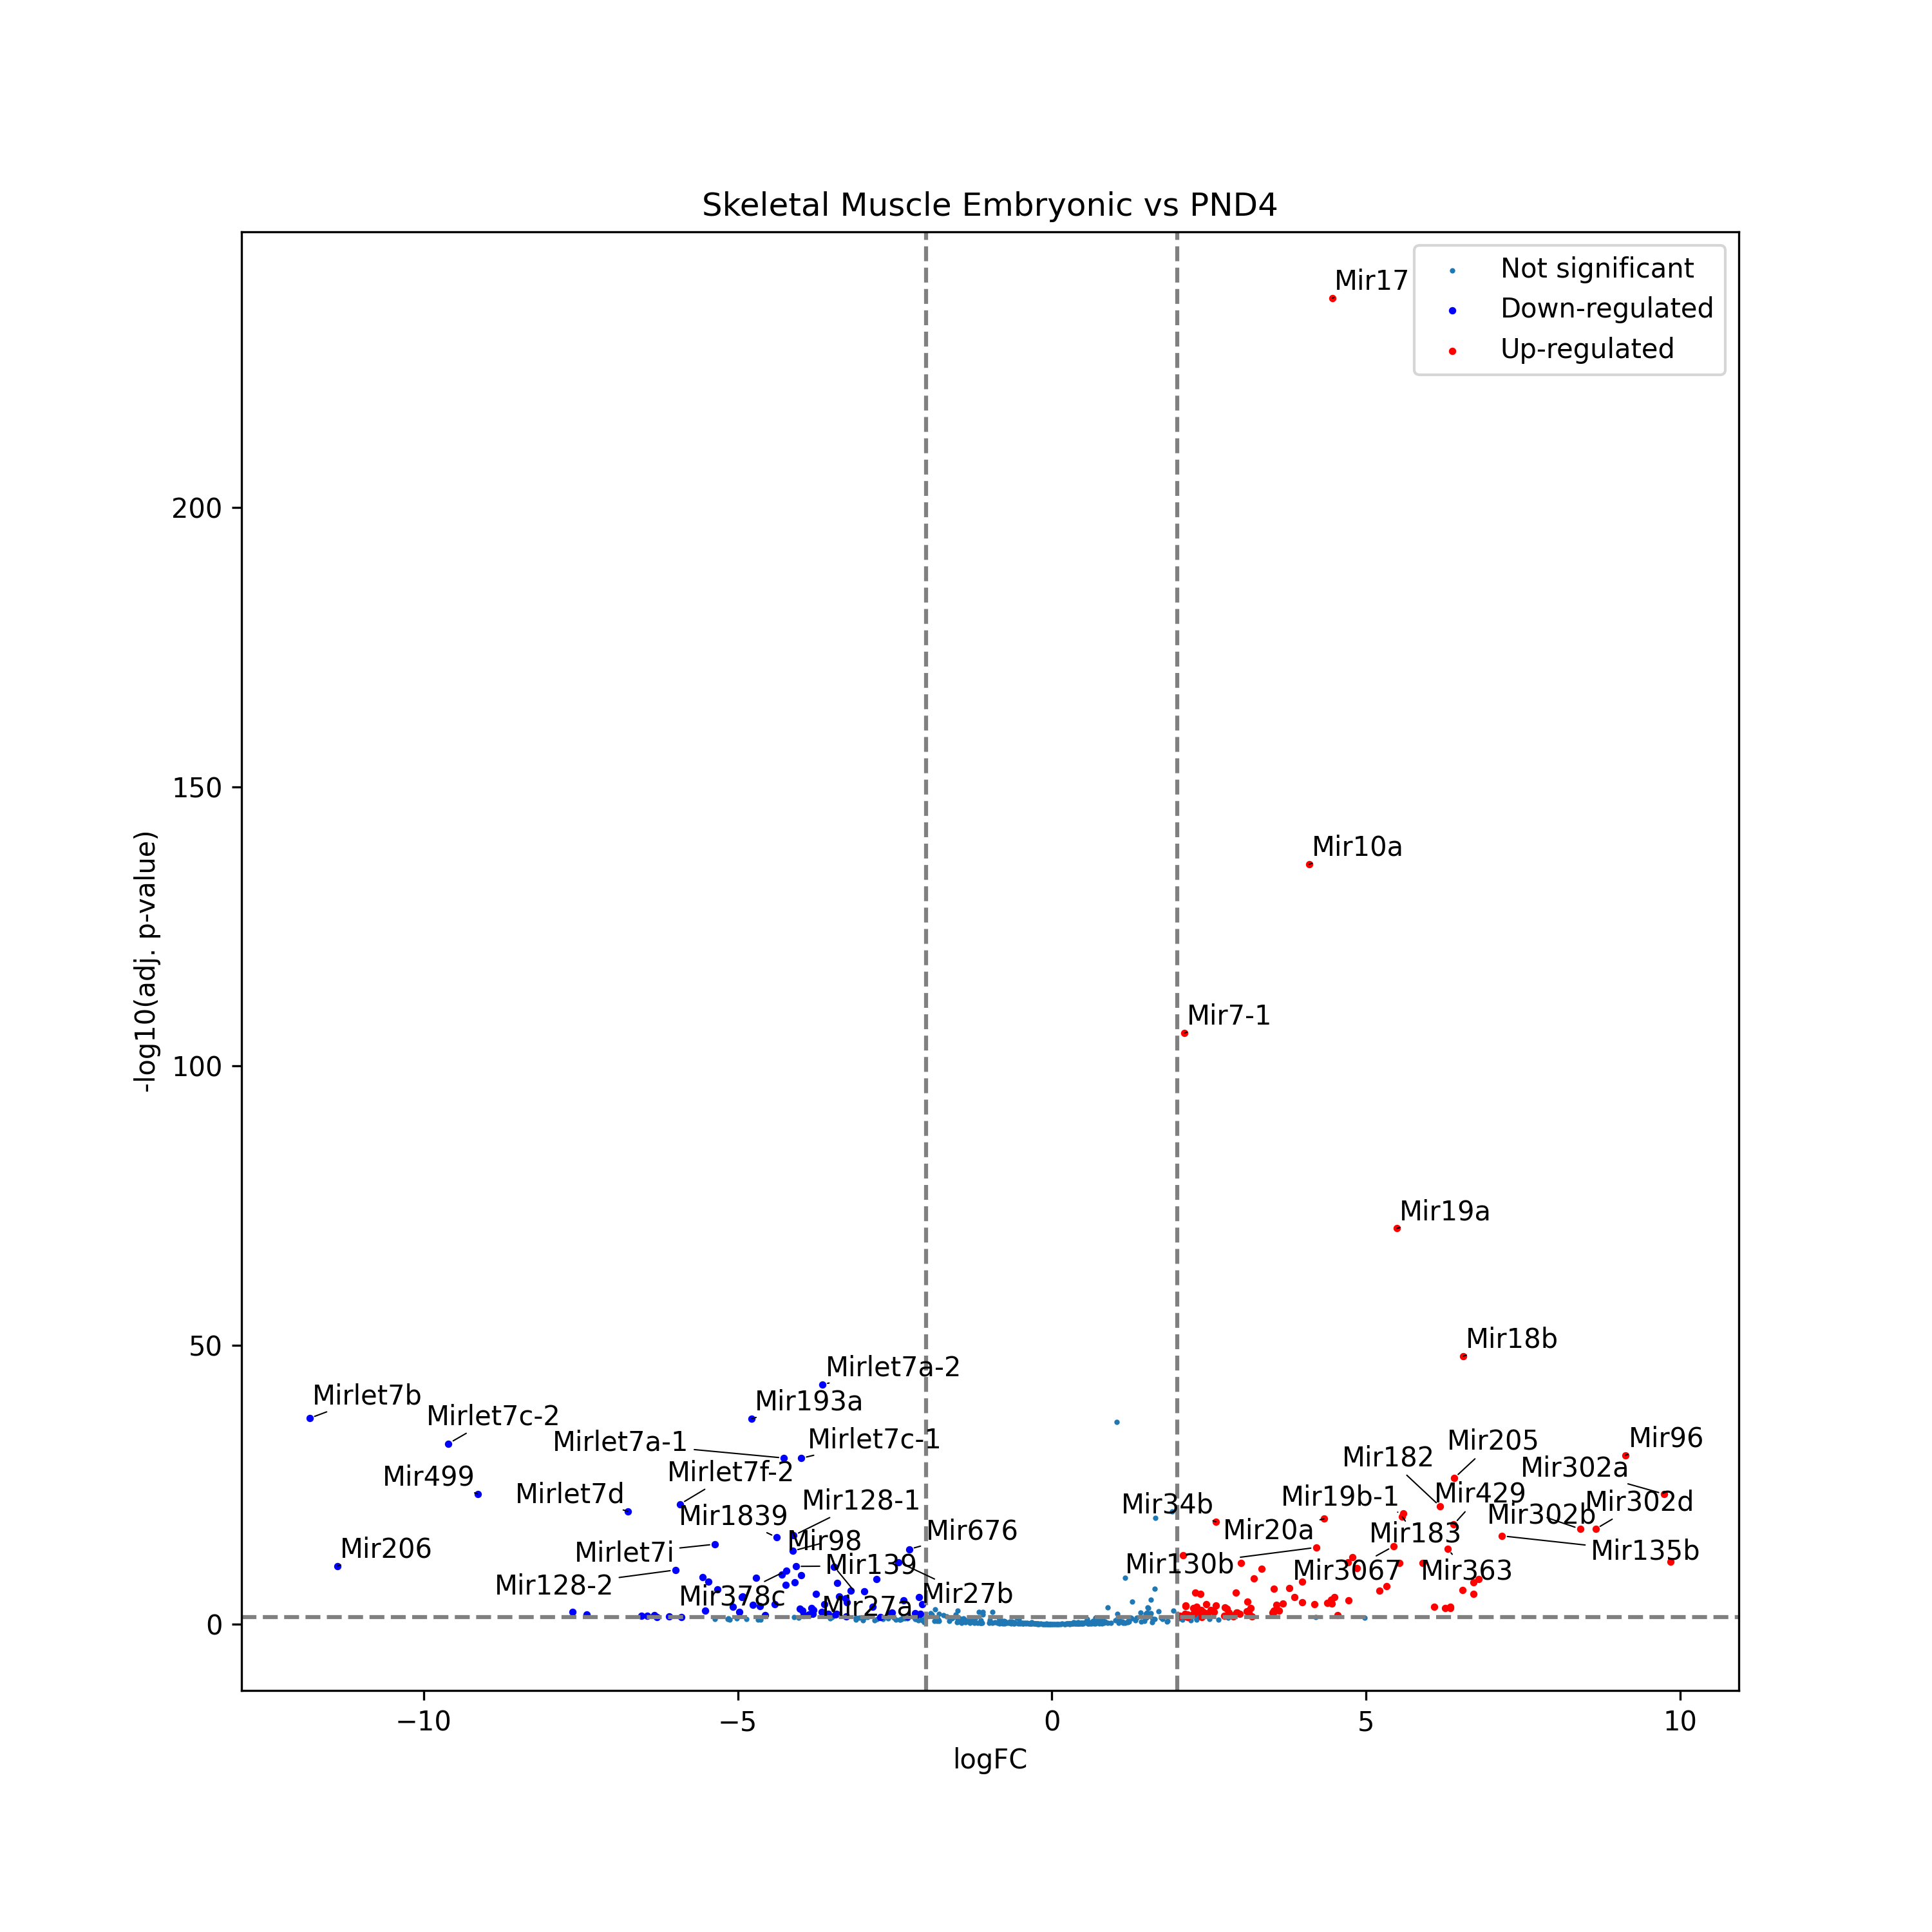 Skeletal Muscle Embryonic vs PND4
Not significant
Down-regulated
Up-regulated
Mir17
Mir10a
Mir7-1
Mir19a
Mir18b
Mirlet7a-2
Mirlet7b
Mir193a
Mirlet7c-2
Mirlet7a-1
Mirlet7c-1
Mir205
Mir96
Mir182
Mir302a
Mirlet7f-2
Mir499
Mirlet7d
Mir128-1
Mir34b
Mir19b-1
Mir429
Mir302d
Mir302b
Mir1839
Mir98
Mir676
Mir20a
Mir183
Mir206
Mirlet7i
Mir139
Mir130b
Mir3067
Mir363
Mir135b
Mir128-2
Mir378c
Mir27a
Mir27b
200
150
100
50
0
-log10(adj. p-value)
−10
−5
0
5
10
logFC